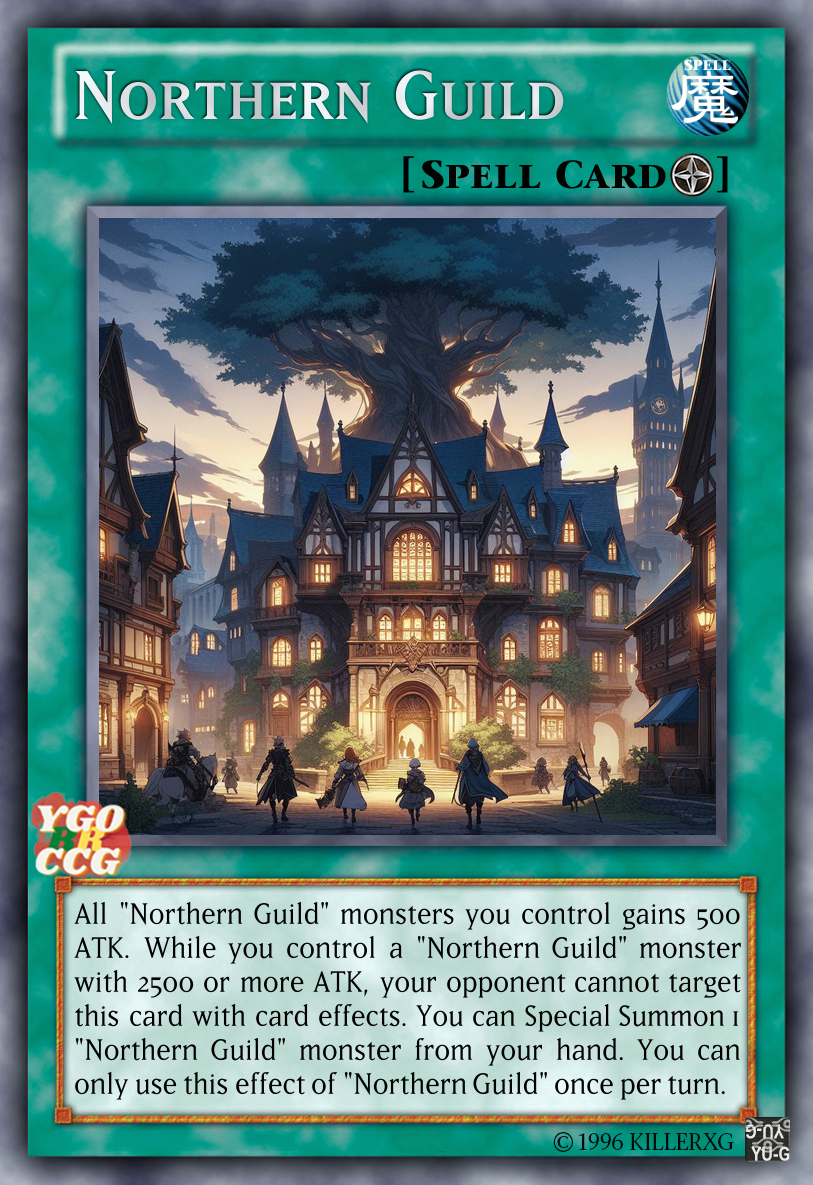 Northern Guild
SPELL
魔
[Spell Card]
YGO
BR
CCG
All "Northern Guild" monsters you control gains 500
ATK. While you control a "Northern Guild" monster
with 2500 or more ATK, your opponent cannot target
this card with card effects. You can Special Summon 1
"Northern Guild" monster from your hand. You can
only use this effect of "Northern Guild" once per turn.
© 1996 KILLERXG
YU-G